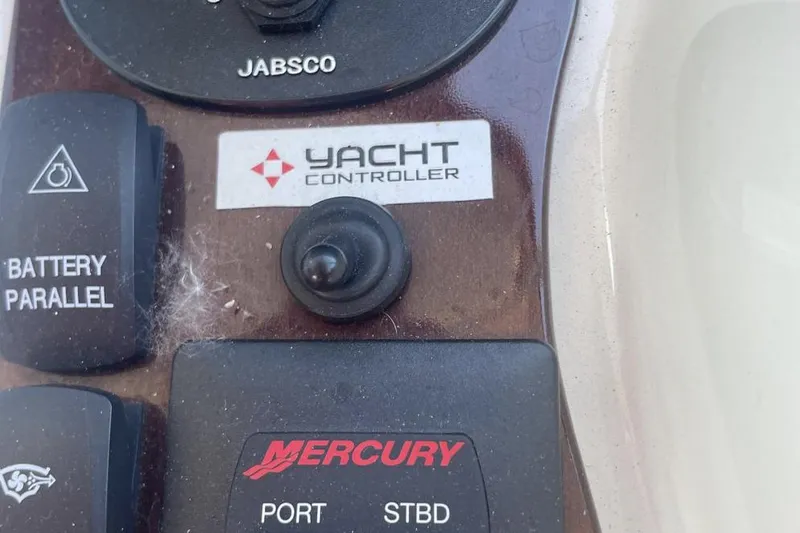 JABSCO
YACHT
CONTROLLER
BATTERY
PARALLEL
MERCURY
PORT STBD